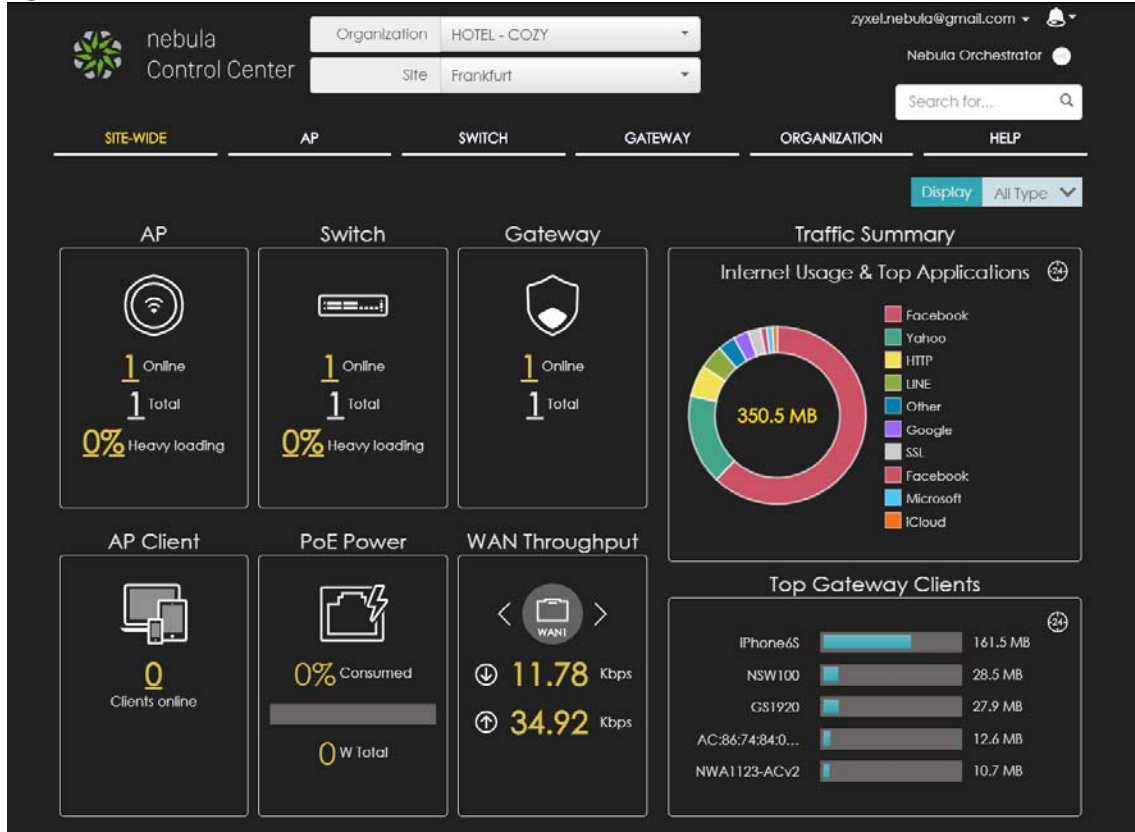 zyxel.nebula@gmail.com
nebula
Control Center
Organization HOTEL - COZY
Site Frankfurt
Nebula Orchestrator
Search for...
SITE-WIDE AP SWITCH GATEWAY ORGANIZATION HELP
Display All Type
AP
1 Online
1 Total
0% Heavy loading
Switch
1 Online
1 Total
0% Heavy loading
Gateway
1 Online
1 Total
Traffic Summary
Internet Usage & Top Applications
24
350.5 MB
Facebook
Yahoo
HTTP
LINE
Other
Google
SSL
Facebook
Microsoft
iCloud
AP Client
0
Clients online
PoE Power
0% Consumed
0 W Total
WAN Throughput
WAN1
11.78 Kbps
34.92 Kbps
Top Gateway Clients
24
iPhone6S 161.5 MB
NSW100 28.5 MB
GS1920 27.9 MB
AC:86:74:84:0... 12.6 MB
NWA1123-ACv2 10.7 MB